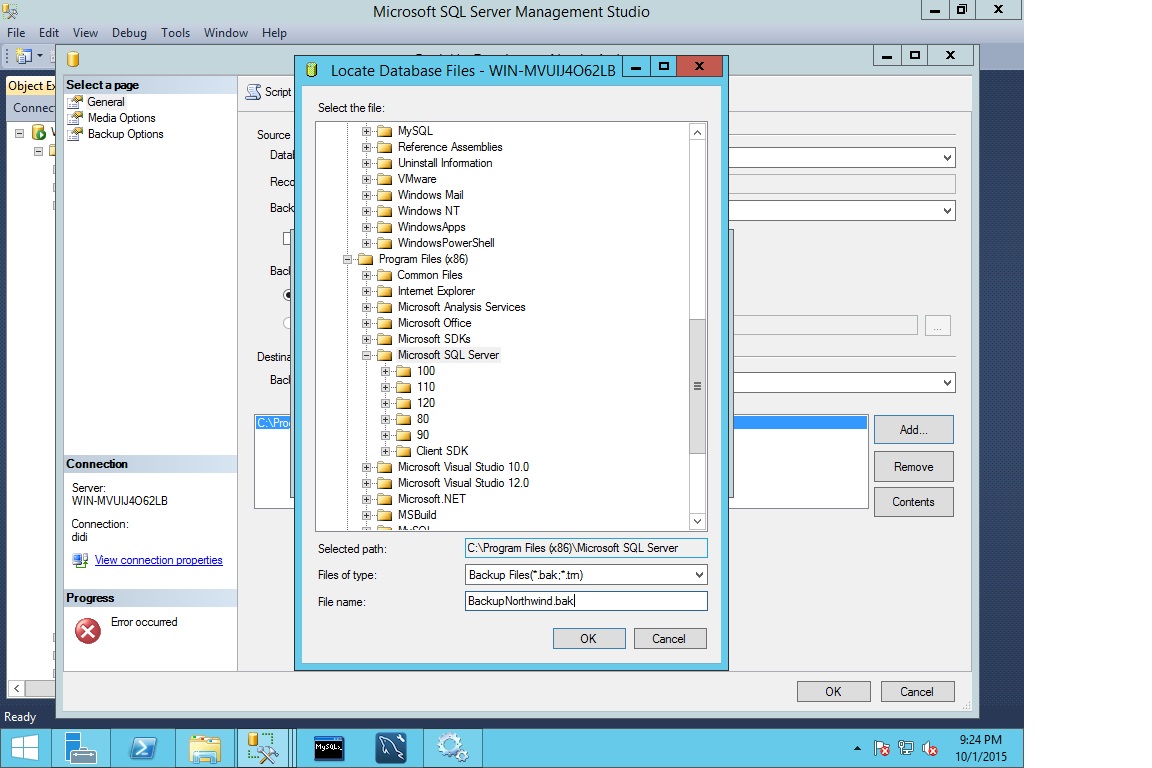 Microsoft SQL Server Management Studio
File Edit View Debug Tools Window Help
Object Ex
Connec
Select a page
General
Media Options
Backup Options
Script
Source
Datal
Reco
Back
Back
Destina
Back
C:\Prog
Add...
Remove
Contents
Connection
Server:
WIN-MVUIJ4O62LB
Connection:
didi
View connection properties
Progress
Error occurred
OK
Cancel
Locate Database Files - WIN-MVUIJ4O62LB
Select the file:
MySQL
Reference Assemblies
Uninstall Information
VMware
Windows Mail
Windows NT
WindowsApps
WindowsPowerShell
Program Files (x86)
Common Files
Internet Explorer
Microsoft Analysis Services
Microsoft Office
Microsoft SDKs
Microsoft SQL Server
100
110
120
80
90
Client SDK
Microsoft Visual Studio 10.0
Microsoft Visual Studio 12.0
Microsoft.NET
MSBuild
MySQL
Selected path: C:\Program Files (x86)\Microsoft SQL Server
Files of type: Backup Files(*.bak;*.trn)
File name: BackupNorthwind.bak
OK
Cancel
...
Ready
MySQL
9:24 PM
10/1/2015